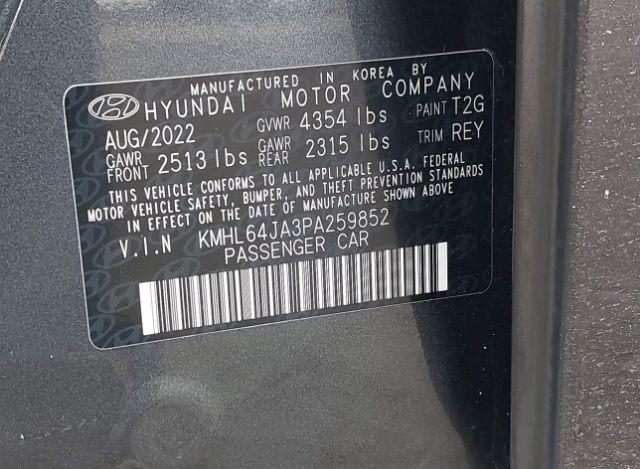 MANUFACTURED IN KOREA BY
HYUNDAI MOTOR COMPANY
AUG/2022 GVWR 4354 lbs PAINT T2G
GAWR FRONT 2513 lbs GAWR REAR 2315 lbs TRIM REY
THIS VEHICLE CONFORMS TO ALL APPLICABLE U.S.A. FEDERAL
MOTOR VEHICLE SAFETY, BUMPER, AND THEFT PREVENTION STANDARDS
IN EFFECT ON THE DATE OF MANUFACTURE SHOWN ABOVE
V.I.N KMHL64JA3PA259852
PASSENGER CAR